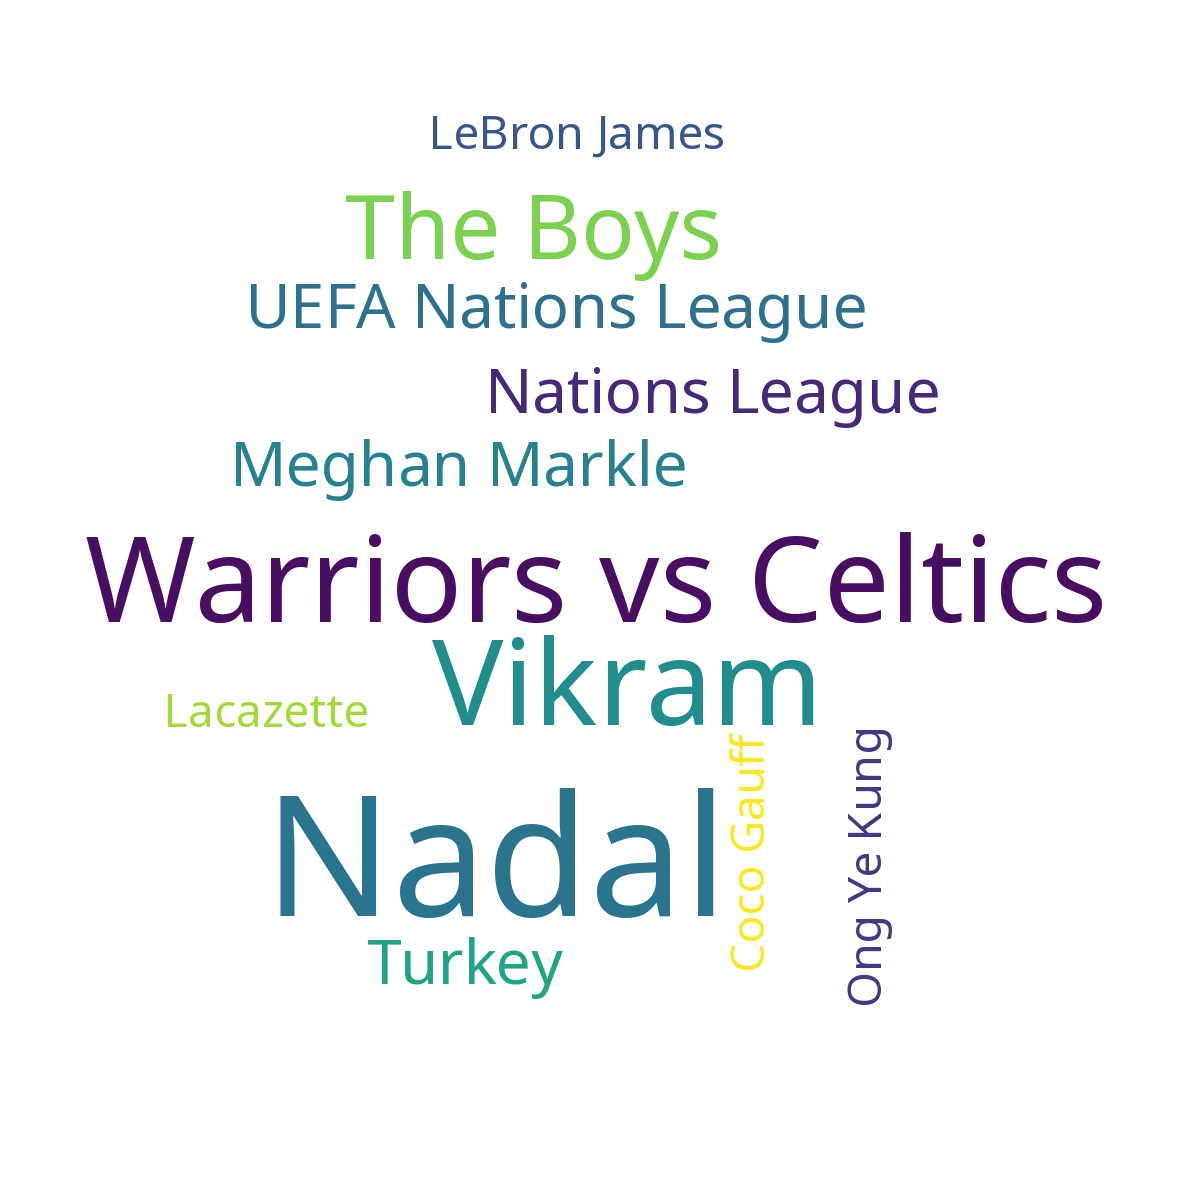 LeBron James
The Boys
UEFA Nations League
Nations League
Meghan Markle
Warriors vs Celtics
Vikram
Lacazette
Nadal
Coco Gauff
Ong Ye Kung
Turkey